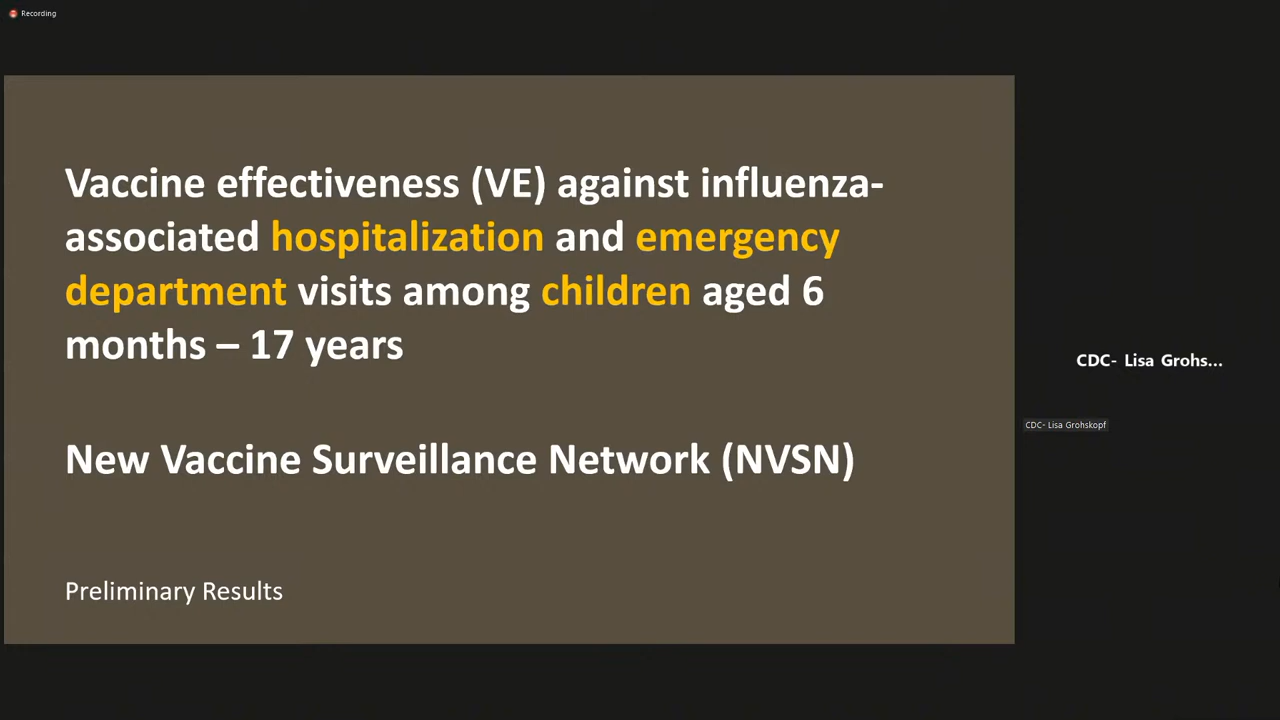 Recording
Vaccine effectiveness (VE) against influenza-
associated hospitalization and emergency
department visits among children aged 6
months – 17 years
New Vaccine Surveillance Network (NVSN)
Preliminary Results
CDC- Lisa Grohs...
CDC- Lisa Grohskopf